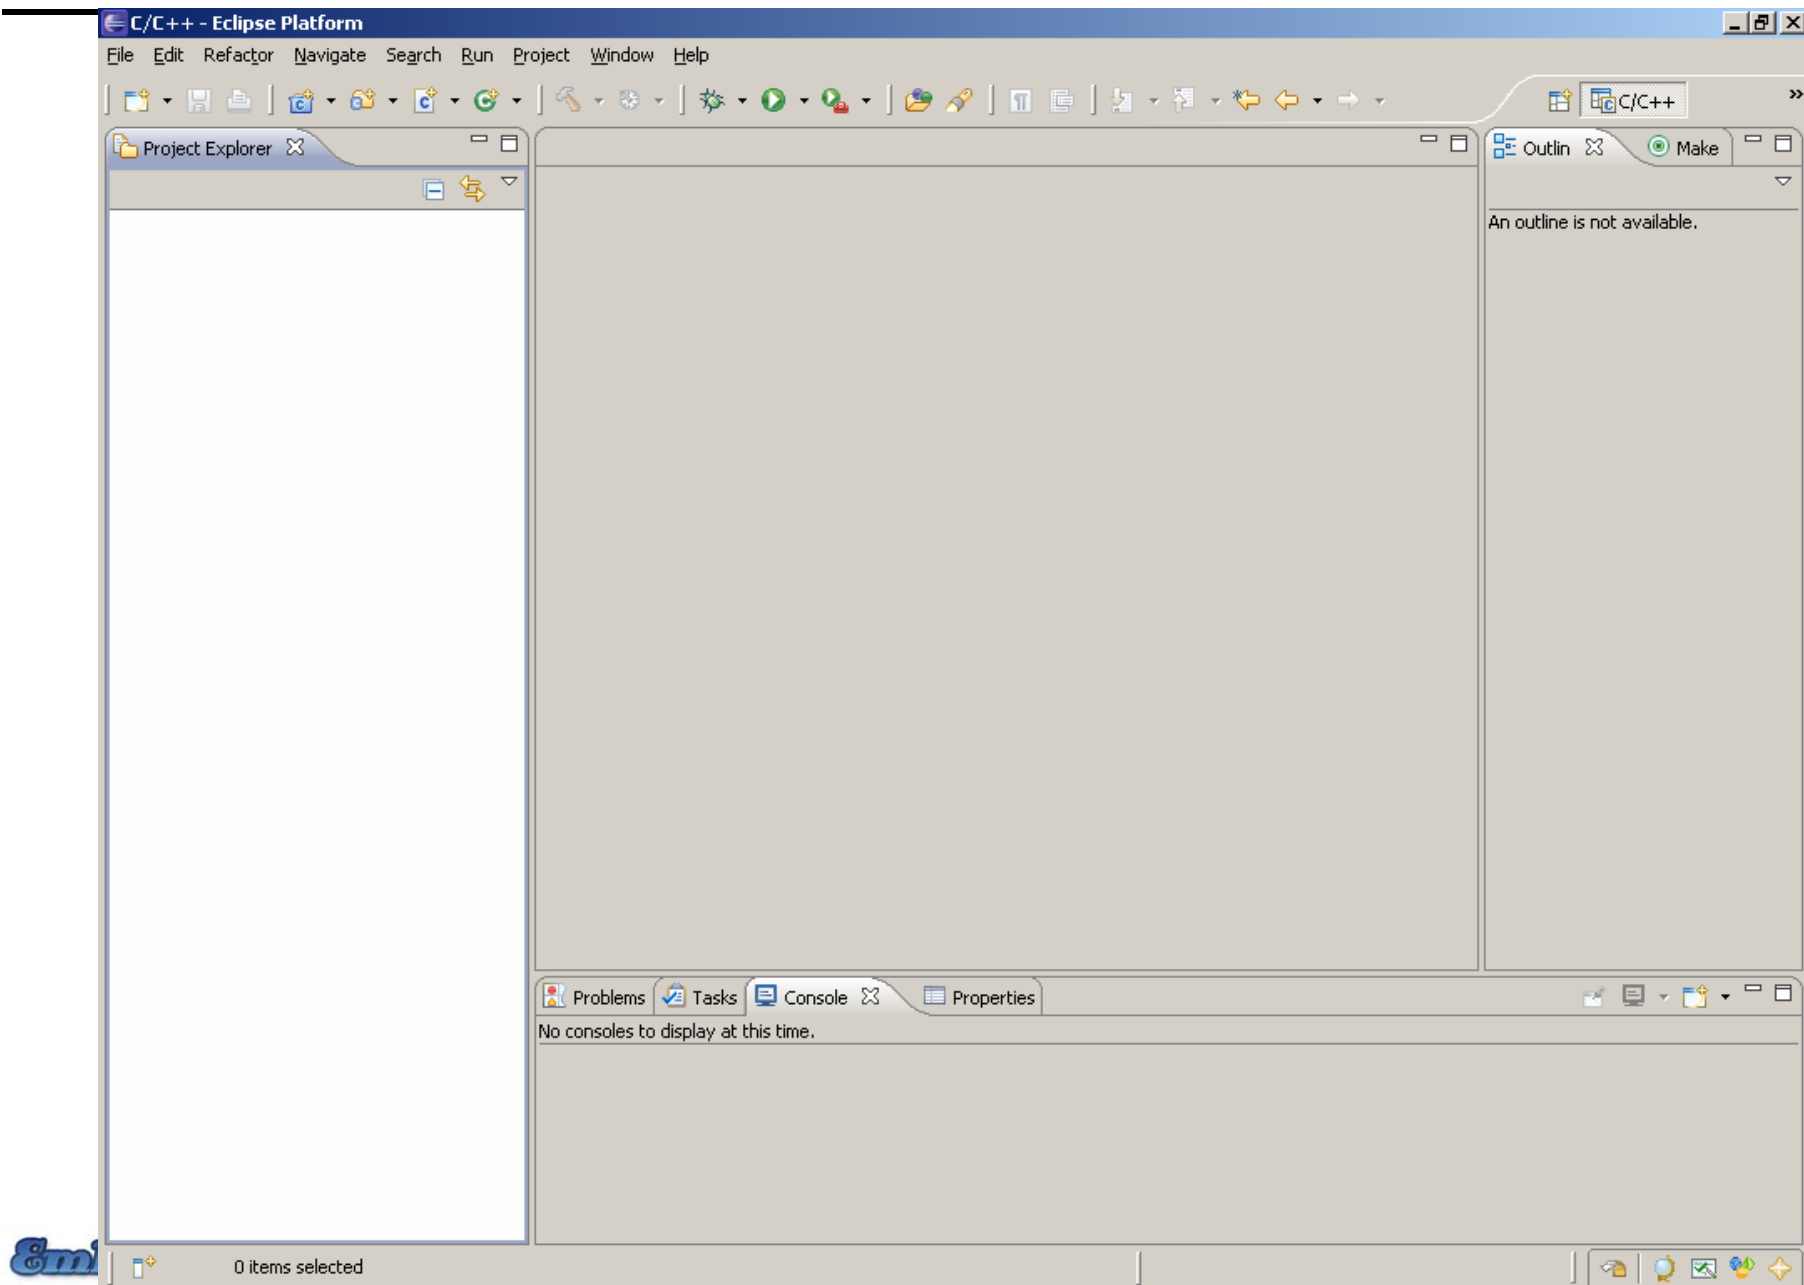 C/C++ - Eclipse Platform
File Edit Refactor Navigate Search Run Project Window Help
C/C++
Project Explorer
Outlin Make
An outline is not available.
Problems Tasks Console Properties
No consoles to display at this time.
0 items selected